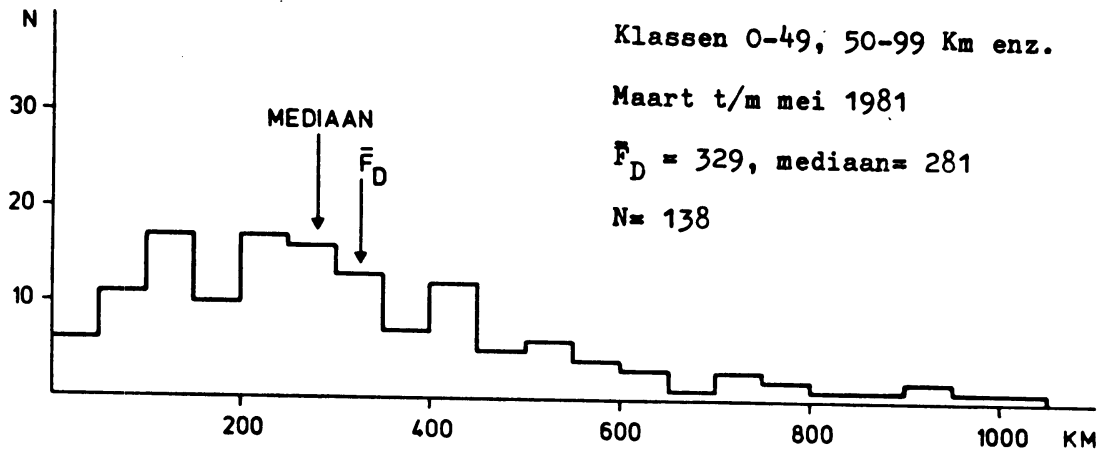 N
30
20
10
MEDIAAN
F̄D
Klassen 0-49, 50-99 Km enz.
Maart t/m mei 1981
F̄D = 329, mediaan= 281
N= 138
200 400 600 800 1000 KM